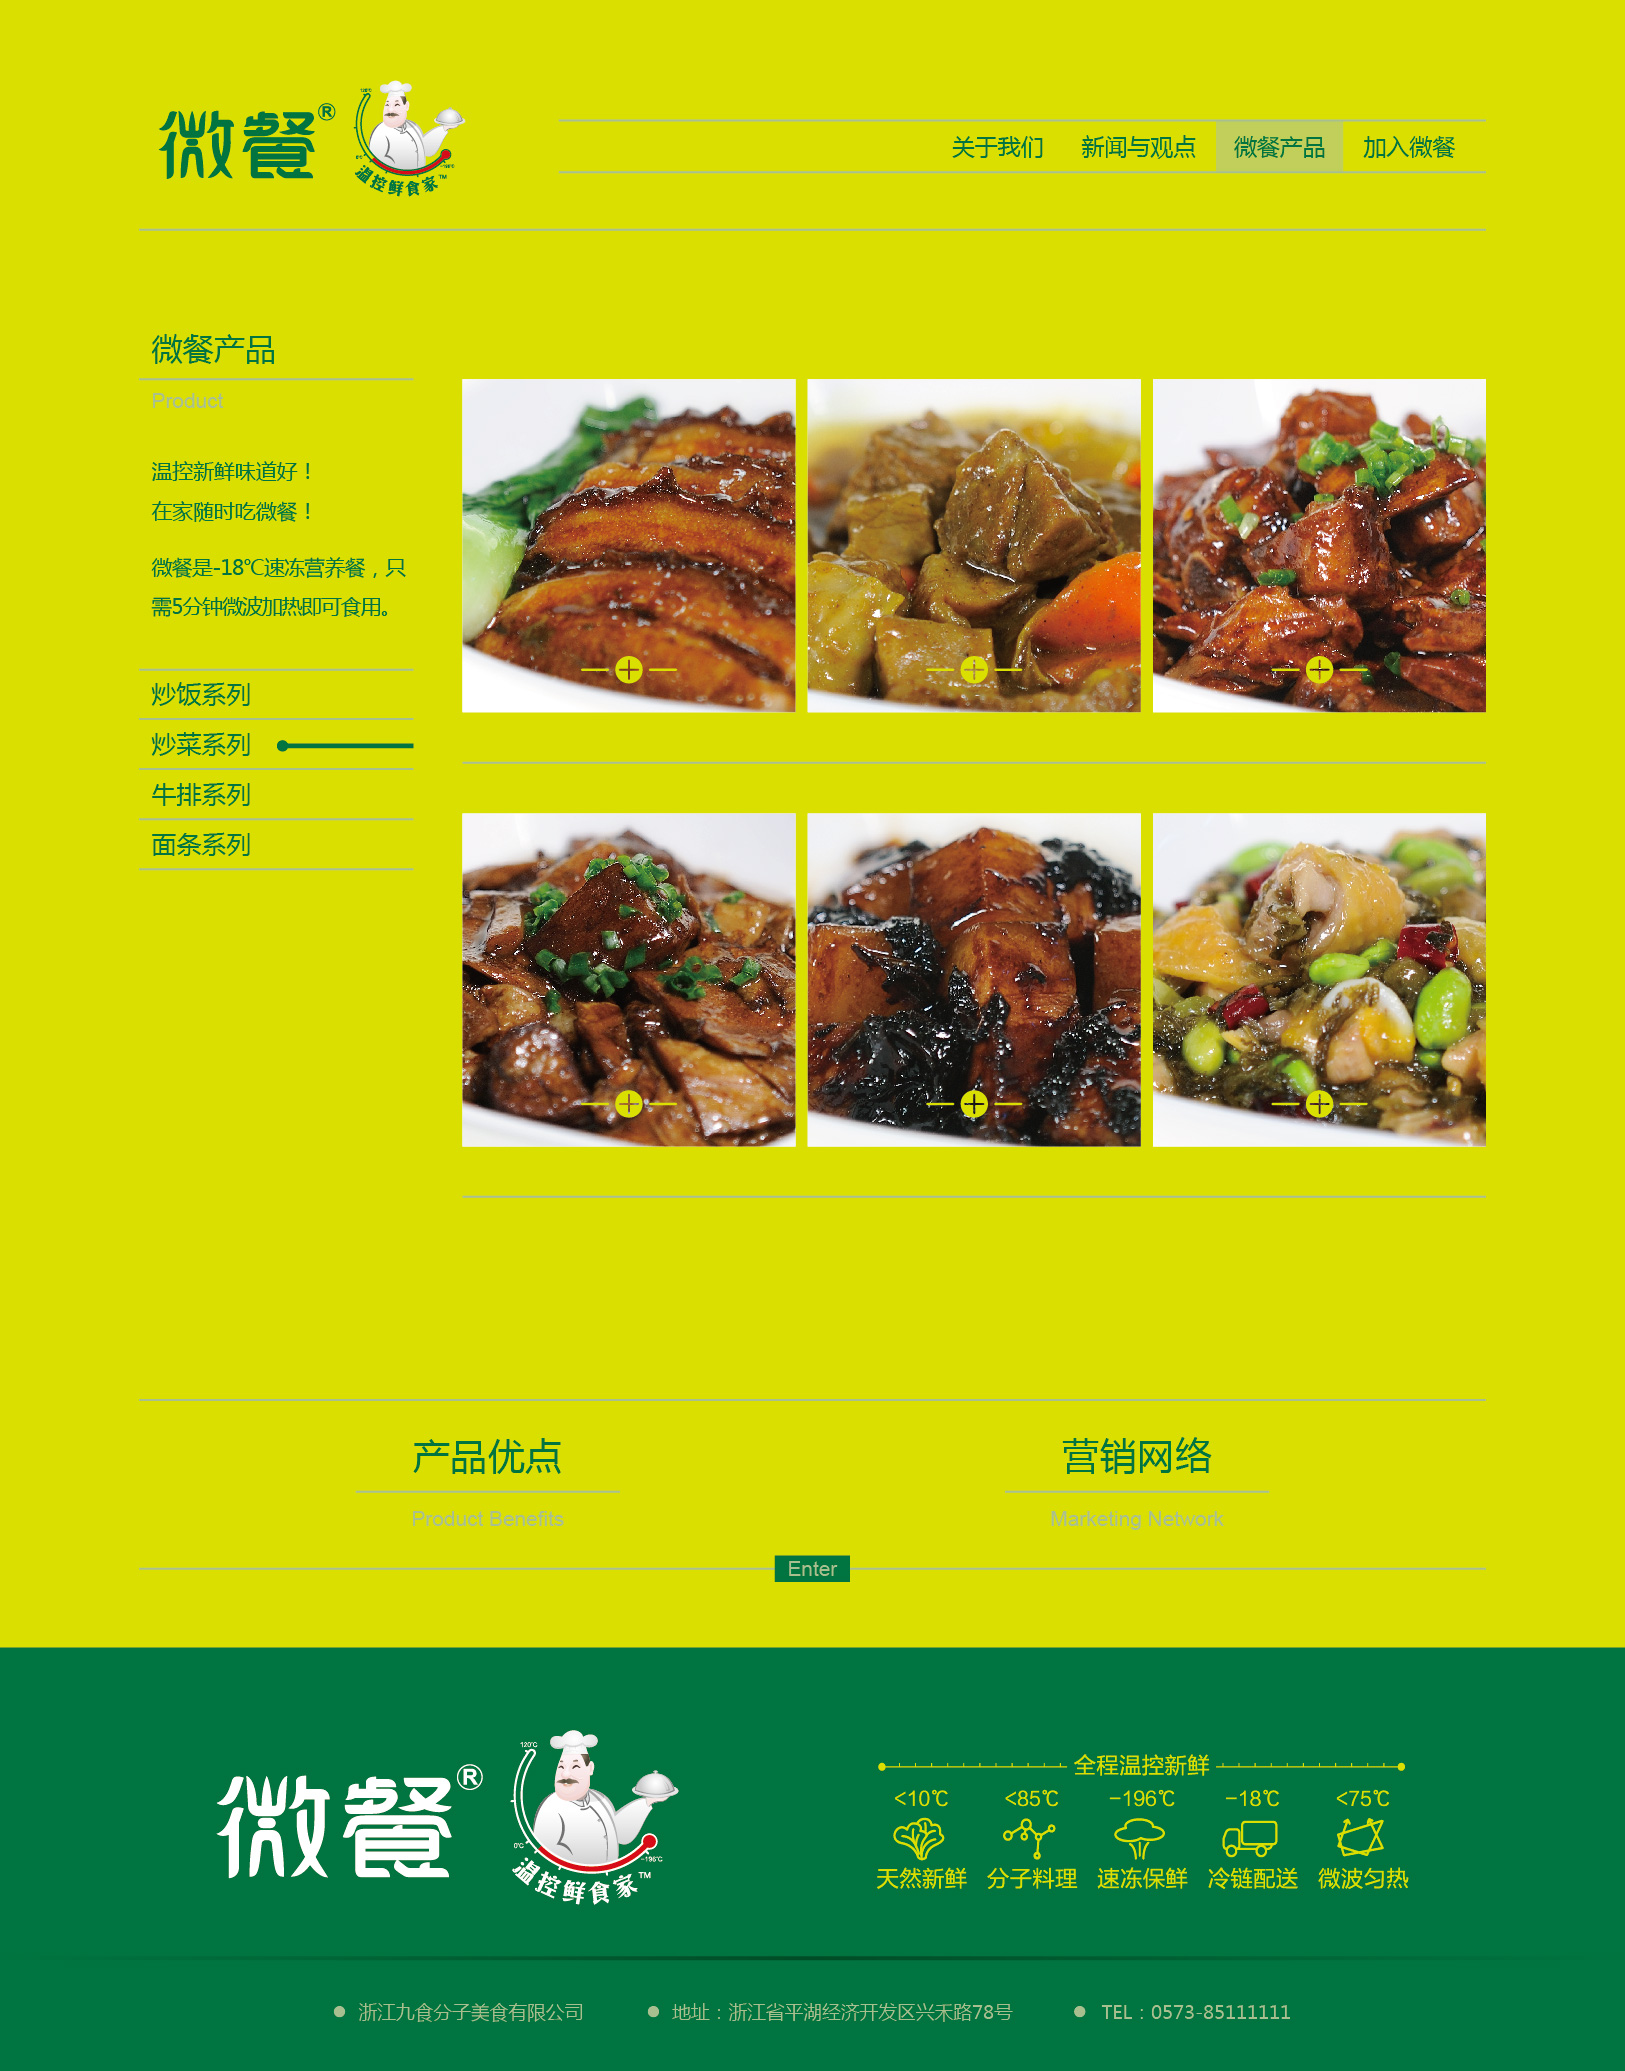 微餐®
120℃
0℃
-196℃
温控鲜食家™
关于我们 新闻与观点 微餐产品 加入微餐
微餐产品
Product
温控新鲜味道好！
在家随时吃微餐！
微餐是-18℃速冻营养餐，只
需5分钟微波加热即可食用。
炒饭系列
炒菜系列
牛排系列
面条系列
产品优点
Product Benefits
营销网络
Marketing Network
Enter
微餐®
120℃
0℃
-196℃
温控鲜食家™
全程温控新鲜
<10℃ <85℃ -196℃ -18℃ <75℃
天然新鲜 分子料理 速冻保鲜 冷链配送 微波匀热
浙江九食分子美食有限公司 地址：浙江省平湖经济开发区兴禾路78号 TEL：0573-85111111